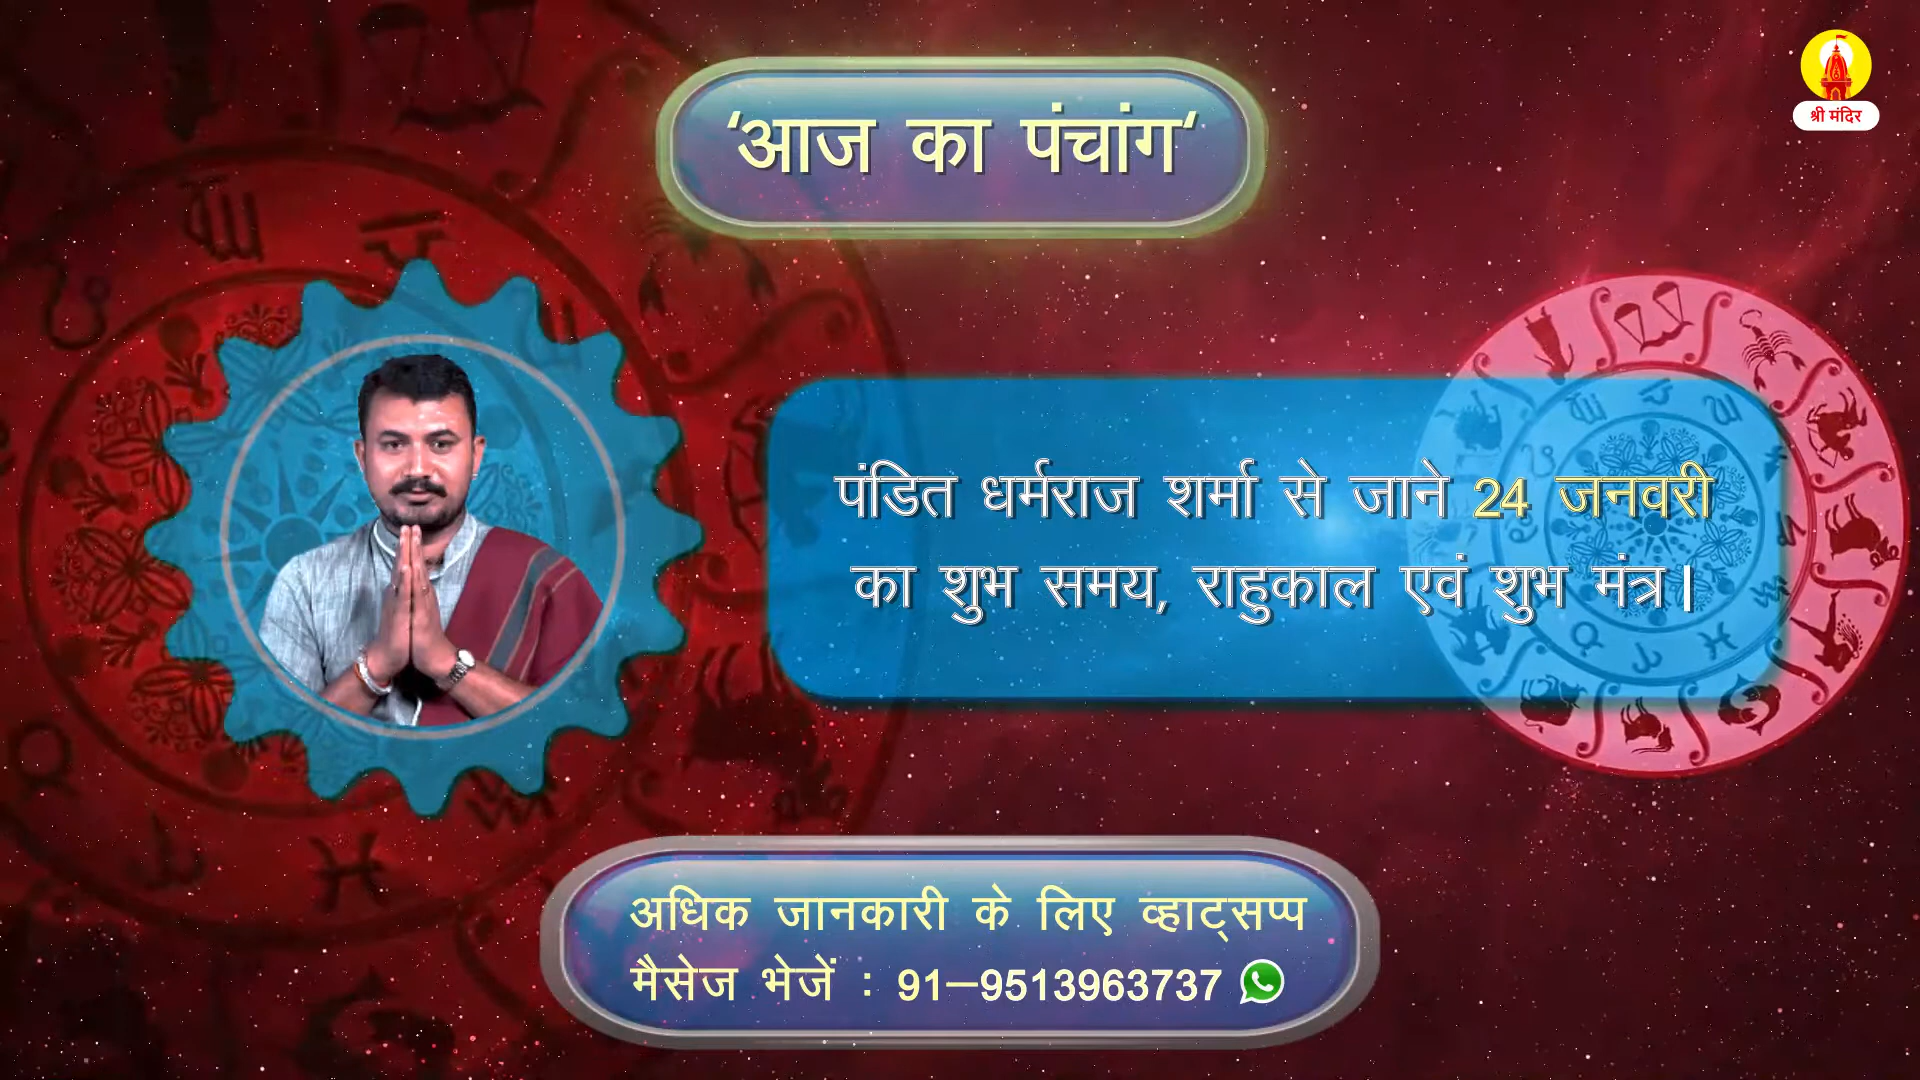 ‘आज का पंचांग‘
श्री मंदिर
पंडित धर्मराज शर्मा से जाने 24 जनवरी
का शुभ समय, राहुकाल एवं शुभ मंत्र।
अधिक जानकारी के लिए व्हाट्सप्प
मैसेज भेजें : 91–9513963737